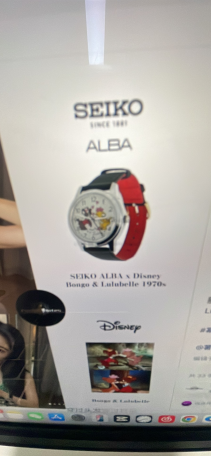 SEIKO
SINCE 1881
ALBA
SEIKO ALBA x Disney
Bongo & Lulubelle 1970s
Disney
Bongo & Lulubelle